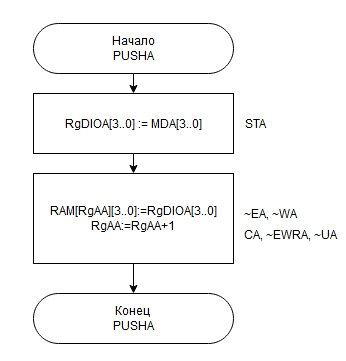 Начало
PUSHA
RgDIOA[3..0] := MDA[3..0]
STA
RAM[RgAA][3..0]:=RgDIOA[3..0]
RgAA:=RgAA+1
~EA, ~WA
CA, ~EWRA, ~UA
Конец
PUSHA